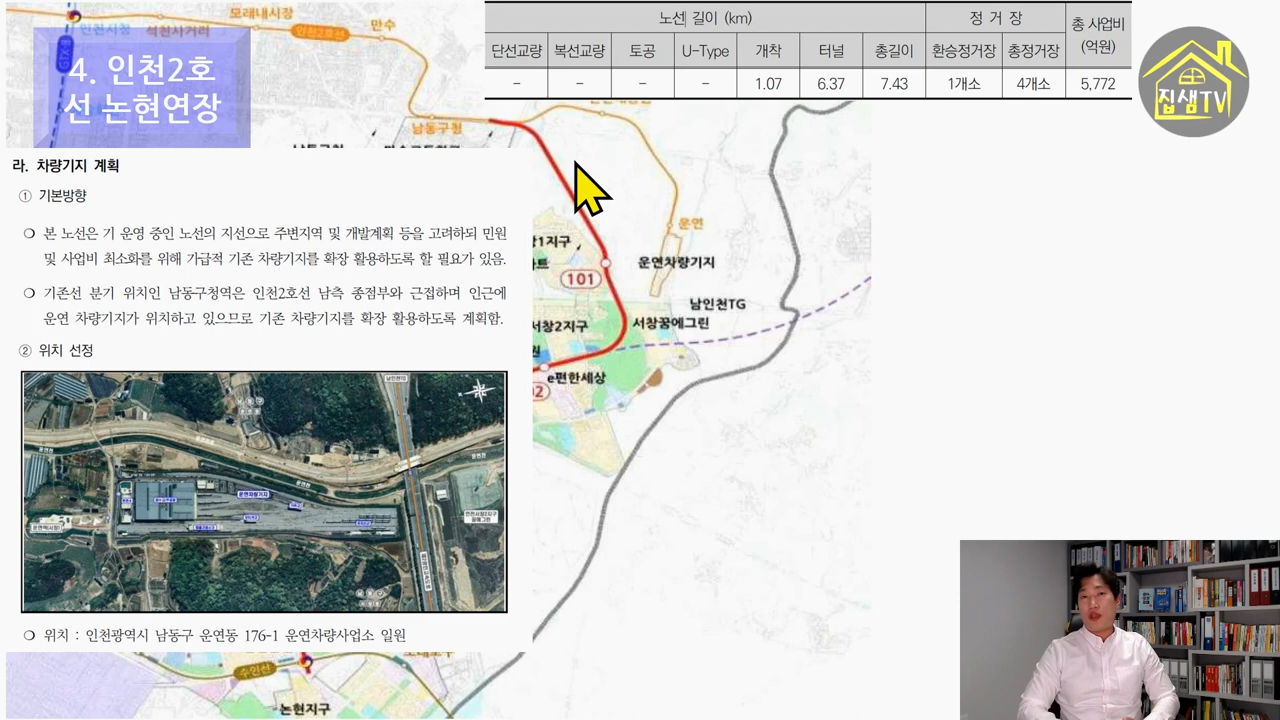 모래내시장
만수
인천시청
석천사거리
인천2호선
4. 인천2호
선 논현연장
남동구청
노선 길이 (km)
정 거 장
총 사업비
(억원)
단선교량
복선교량
토공
U-Type
개착
터널
총길이
환승정거장
총정거장
–
–
–
–
1.07
6.37
7.43
1개소
4개소
5,772
집샘TV
라. 차량기지 계획
① 기본방향
❍ 본 노선은 기 운영 중인 노선의 지선으로 주변지역 및 개발계획 등을 고려하되 민원
및 사업비 최소화를 위해 가급적 기존 차량기지를 확장 활용하도록 할 필요가 있음.
❍ 기존선 분기 위치인 남동구청역은 인천2호선 남측 종점부와 근접하며 인근에
운연 차량기지가 위치하고 있으므로 기존 차량기지를 확장 활용하도록 계획함.
② 위치 선정
운연차량기지
❍ 위치 : 인천광역시 남동구 운연동 176-1 운연차량사업소 일원
운연
운연차량기지
101
남인천TG
서창2지구
서창꿈에그린
e편한세상
수인선
논현지구